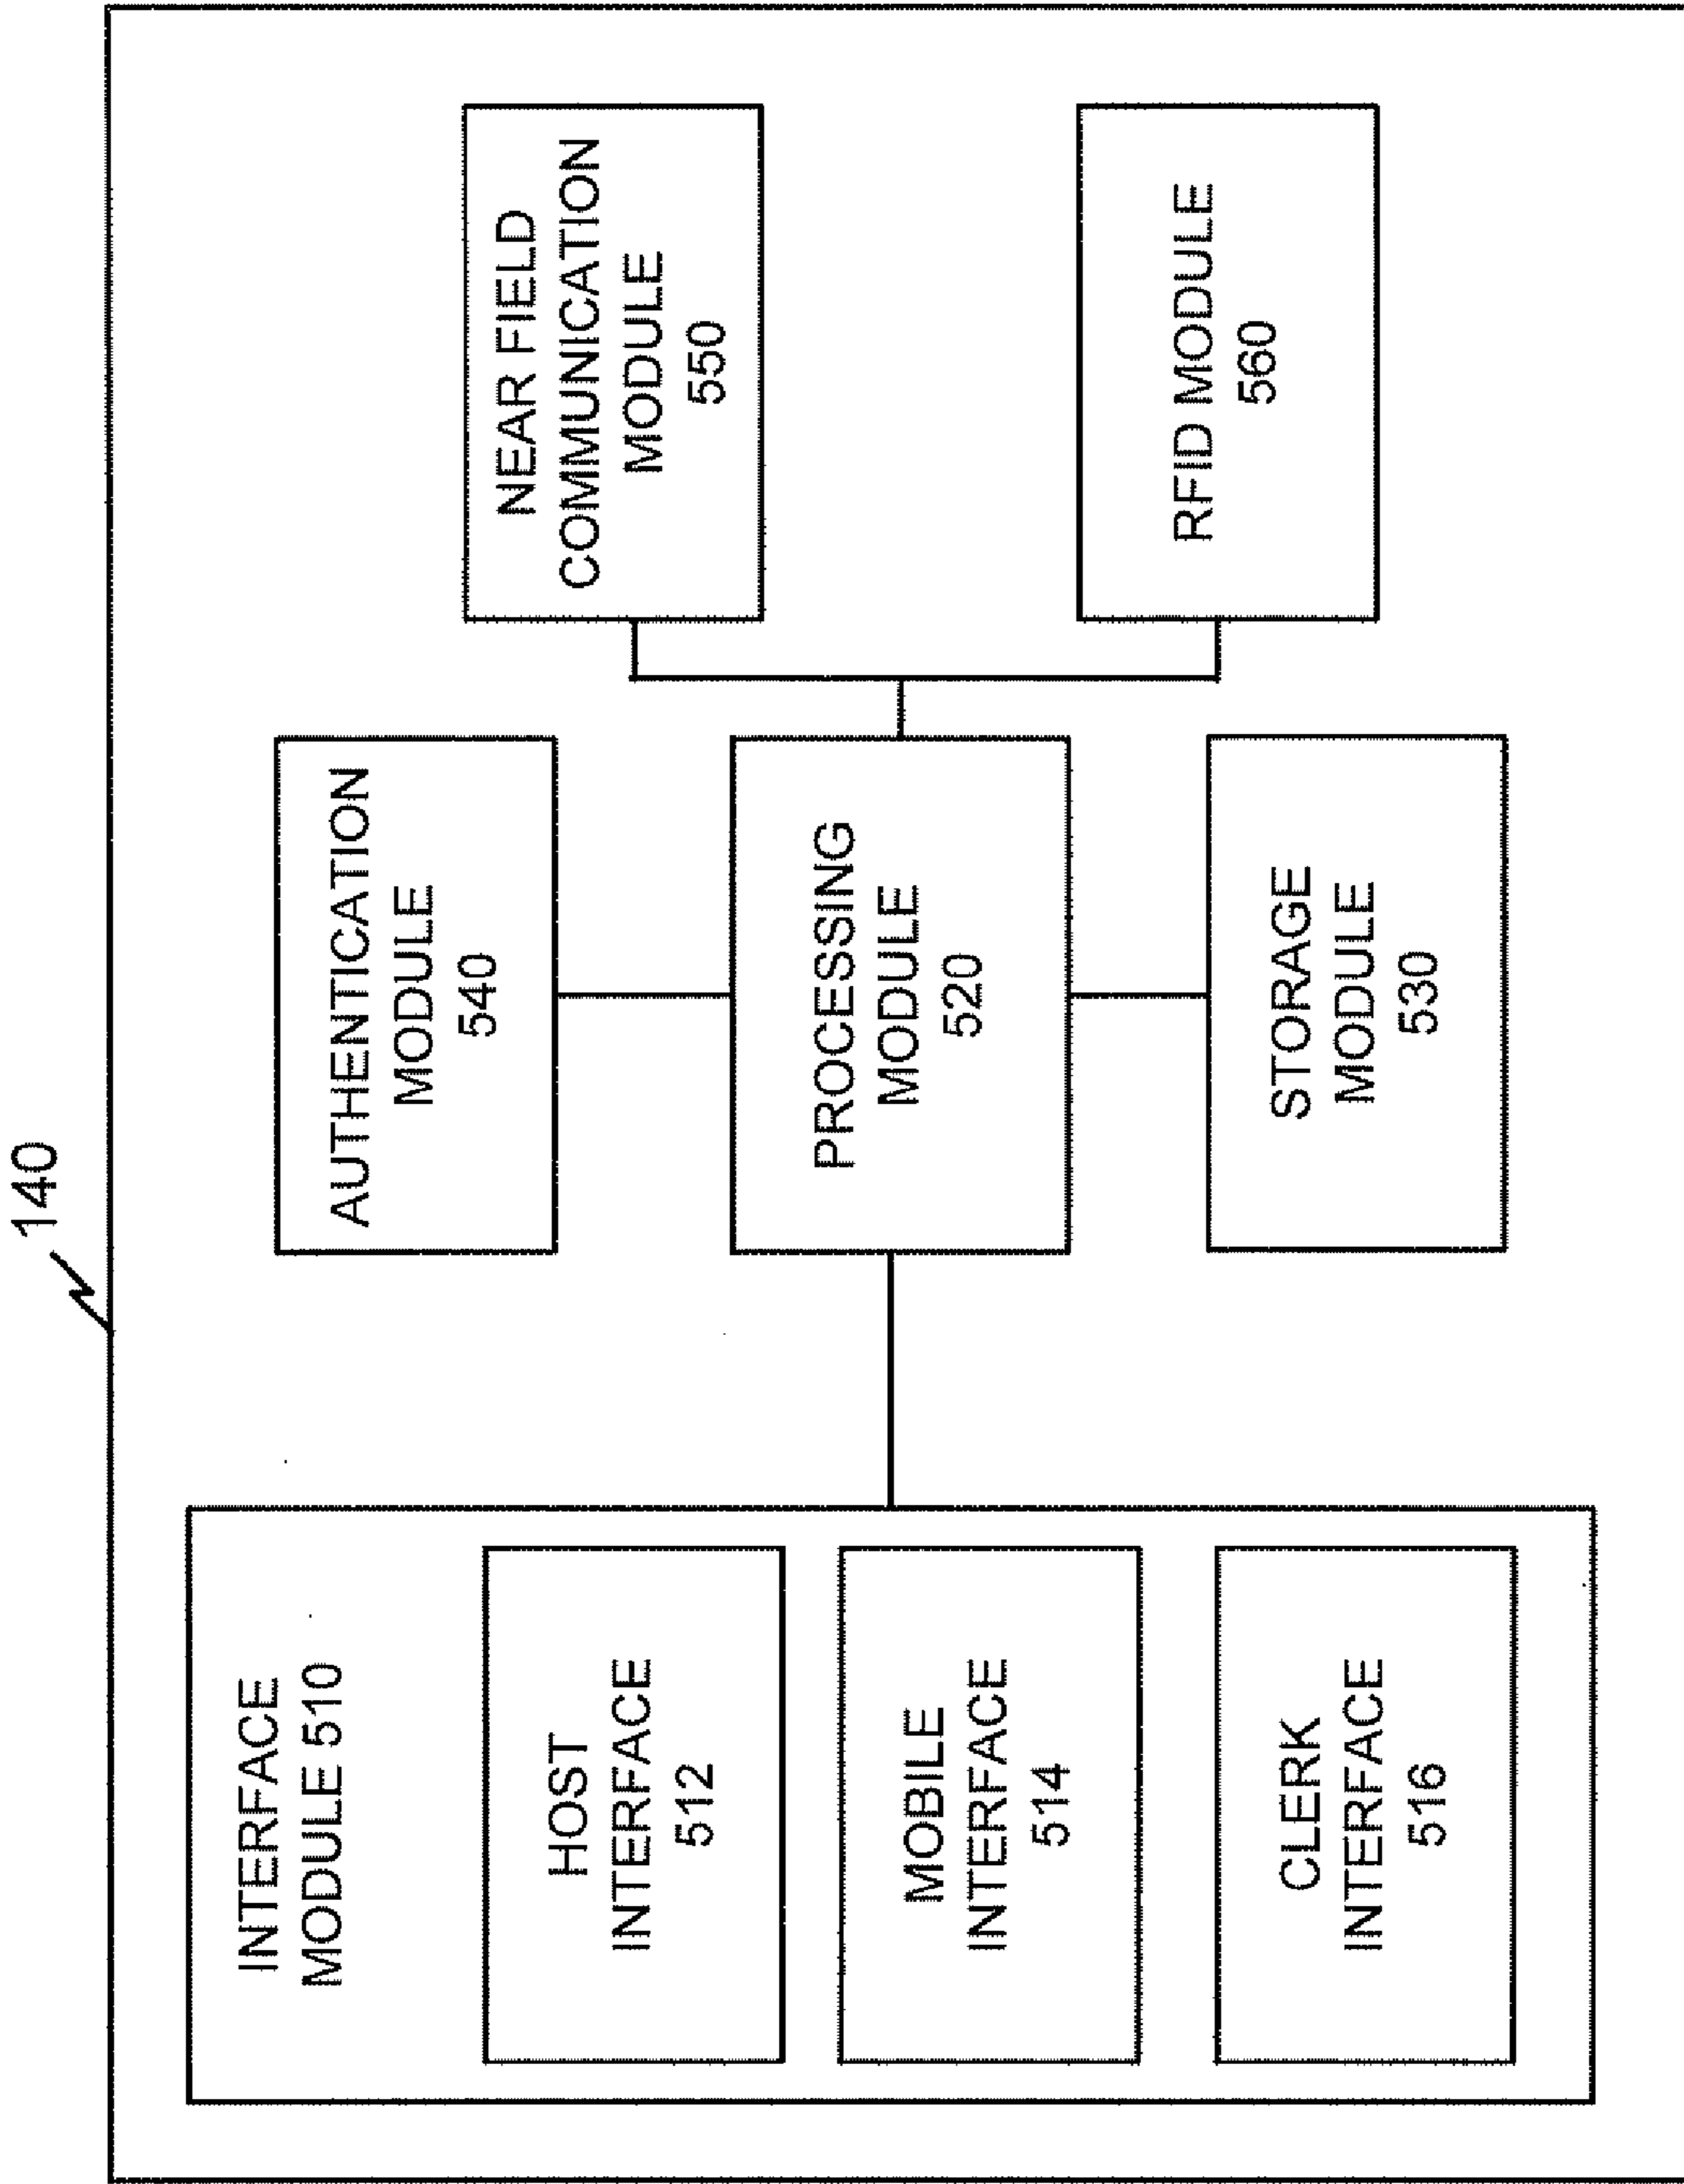 140
INTERFACE
MODULE 510
HOST
INTERFACE
512
MOBILE
INTERFACE
514
CLERK
INTERFACE
516
AUTHENTICATION
MODULE
540
PROCESSING
MODULE
520
STORAGE
MODULE
530
NEAR FIELD
COMMUNICATION
MODULE
550
RFID MODULE
560